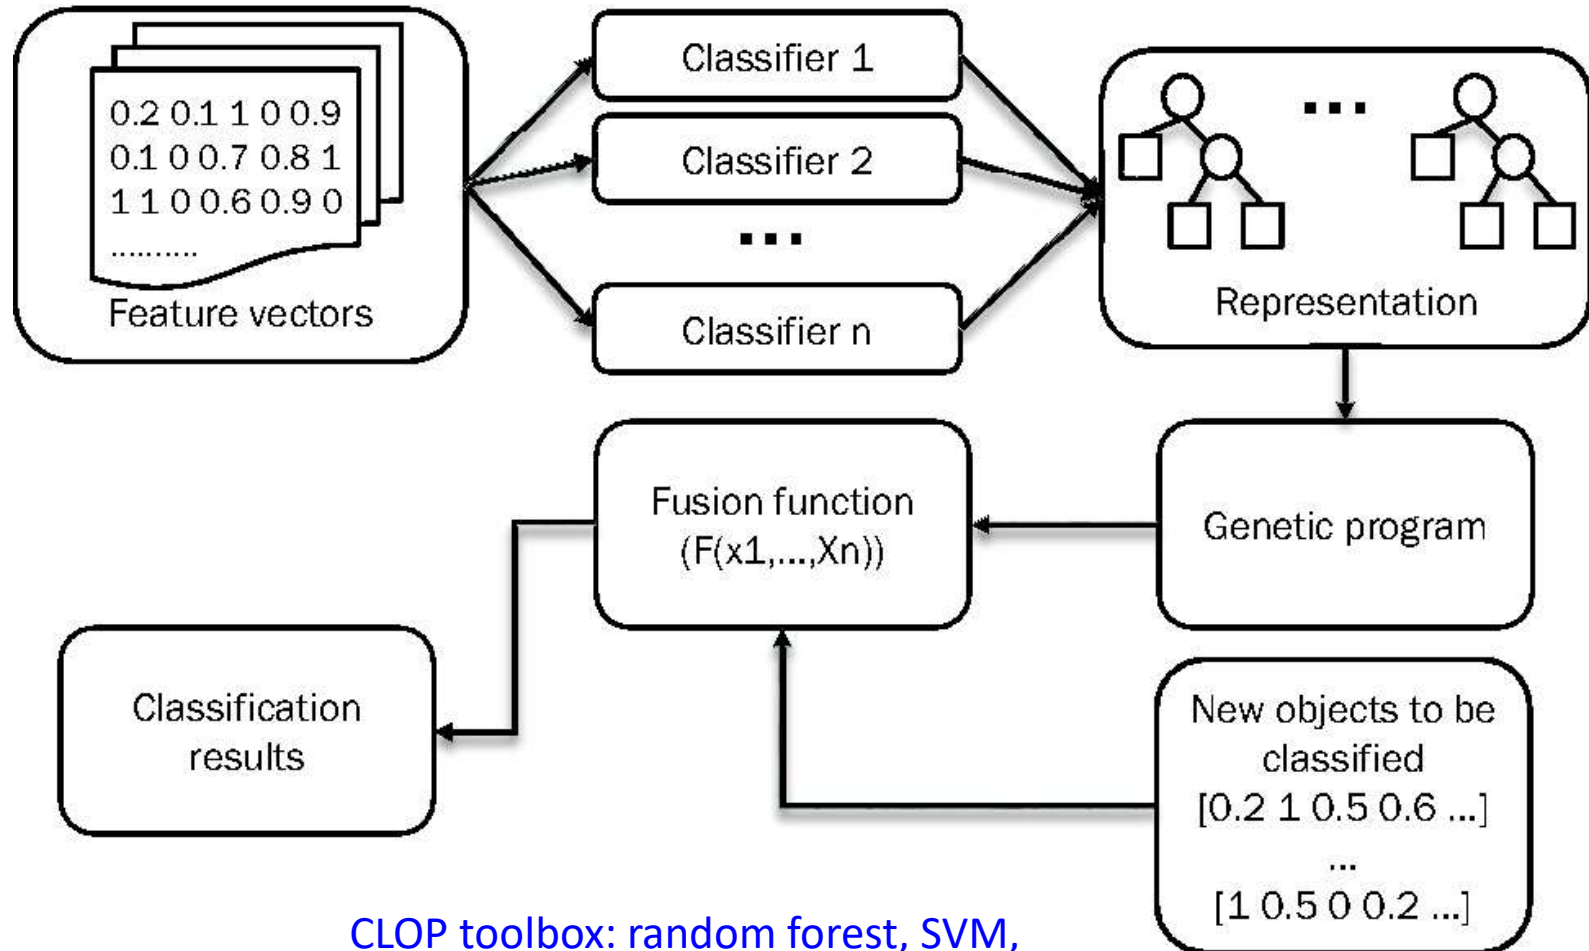 0.2 0.1 1 0 0.9
0.1 0 0.7 0.8 1
1 1 0 0.6 0.9 0
.........
Feature vectors
Classifier 1
Classifier 2
...
Classifier n
...
Representation
Genetic program
Fusion function
(F(x1,...,Xn))
Classification
results
New objects to be
classified
[0.2 1 0.5 0.6 ...]
...
[1 0.5 0 0.2 ...]
CLOP toolbox: random forest, SVM,